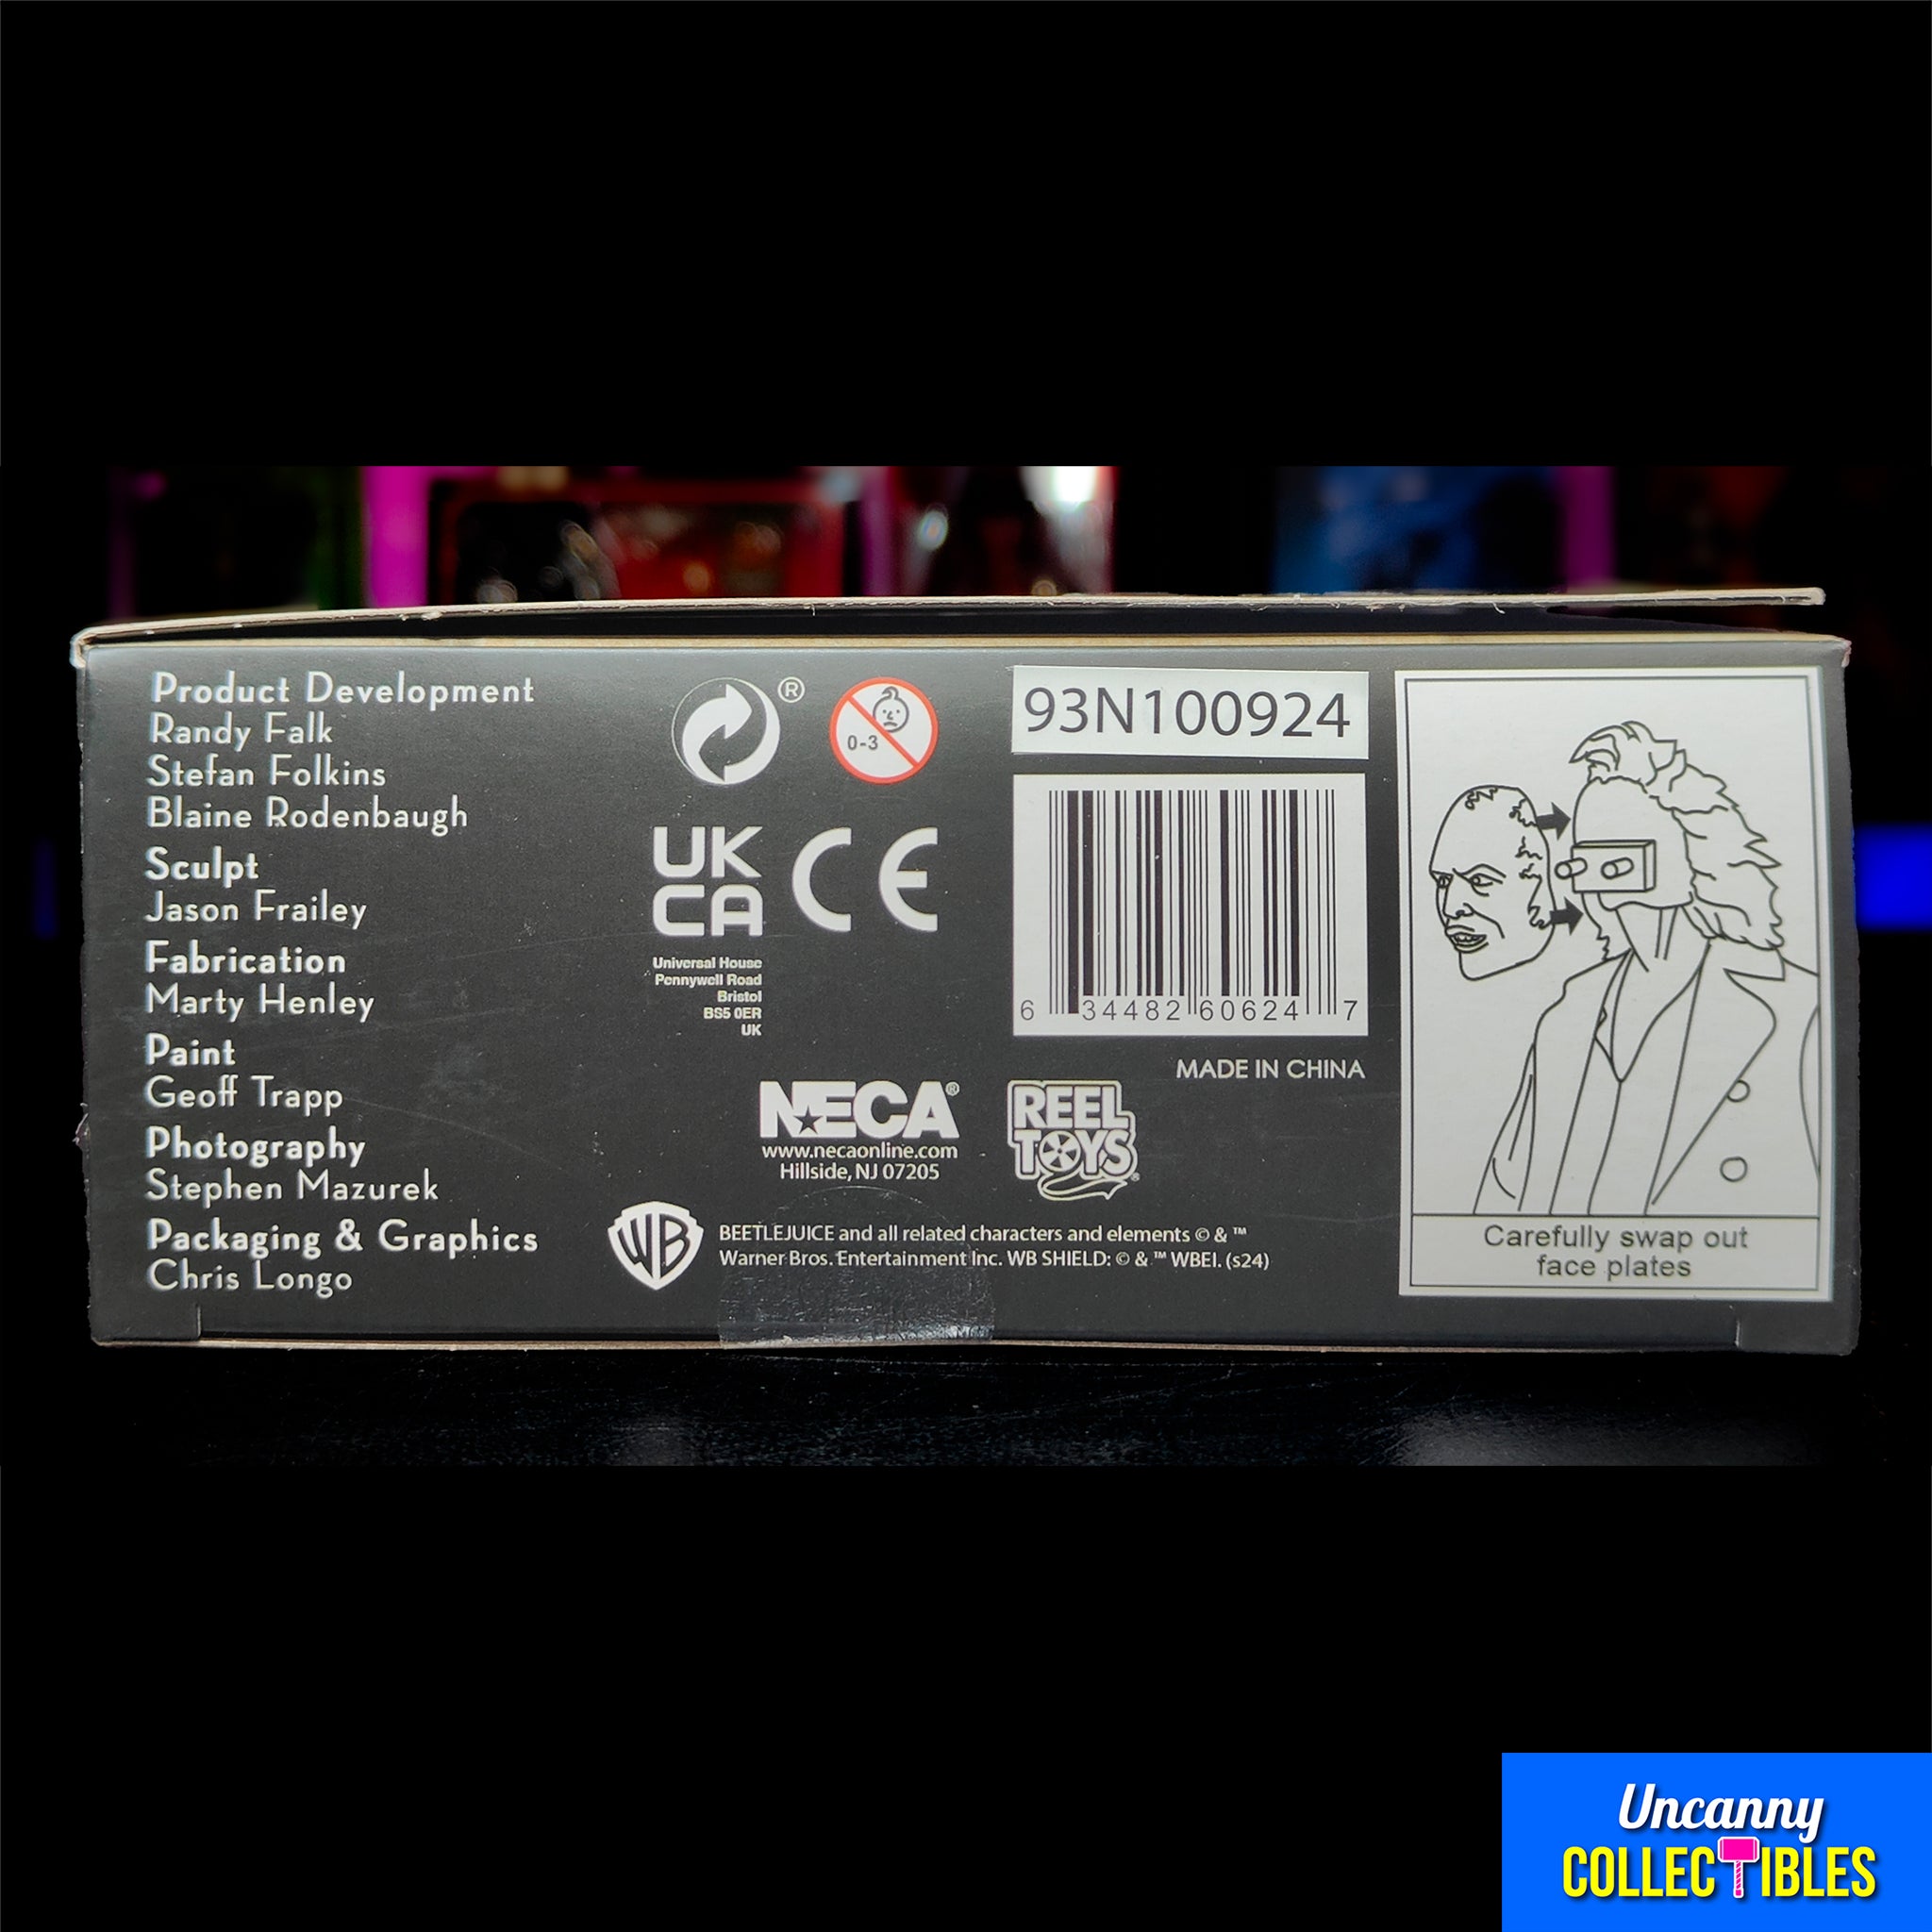 Product Development
Randy Falk
Stefan Folkins
Blaine Rodenbaugh
Sculpt
Jason Frailey
Fabrication
Marty Henley
Paint
Geoff Trapp
Photography
Stephen Mazurek
Packaging & Graphics
Chris Longo
®
0-3
UK
CA
CE
Universal House
Pennywell Road
Bristol
BS5 0ER
UK
93N100924
6 34482 60624 7
MADE IN CHINA
NECA®
www.necaonline.com
Hillside, NJ 07205
REEL
TOYS®
WB
BEETLEJUICE and all related characters and elements © & ™
Warner Bros. Entertainment Inc. WB SHIELD: © & ™ WBEI. (s24)
Carefully swap out
face plates
Uncanny
COLLECTIBLES